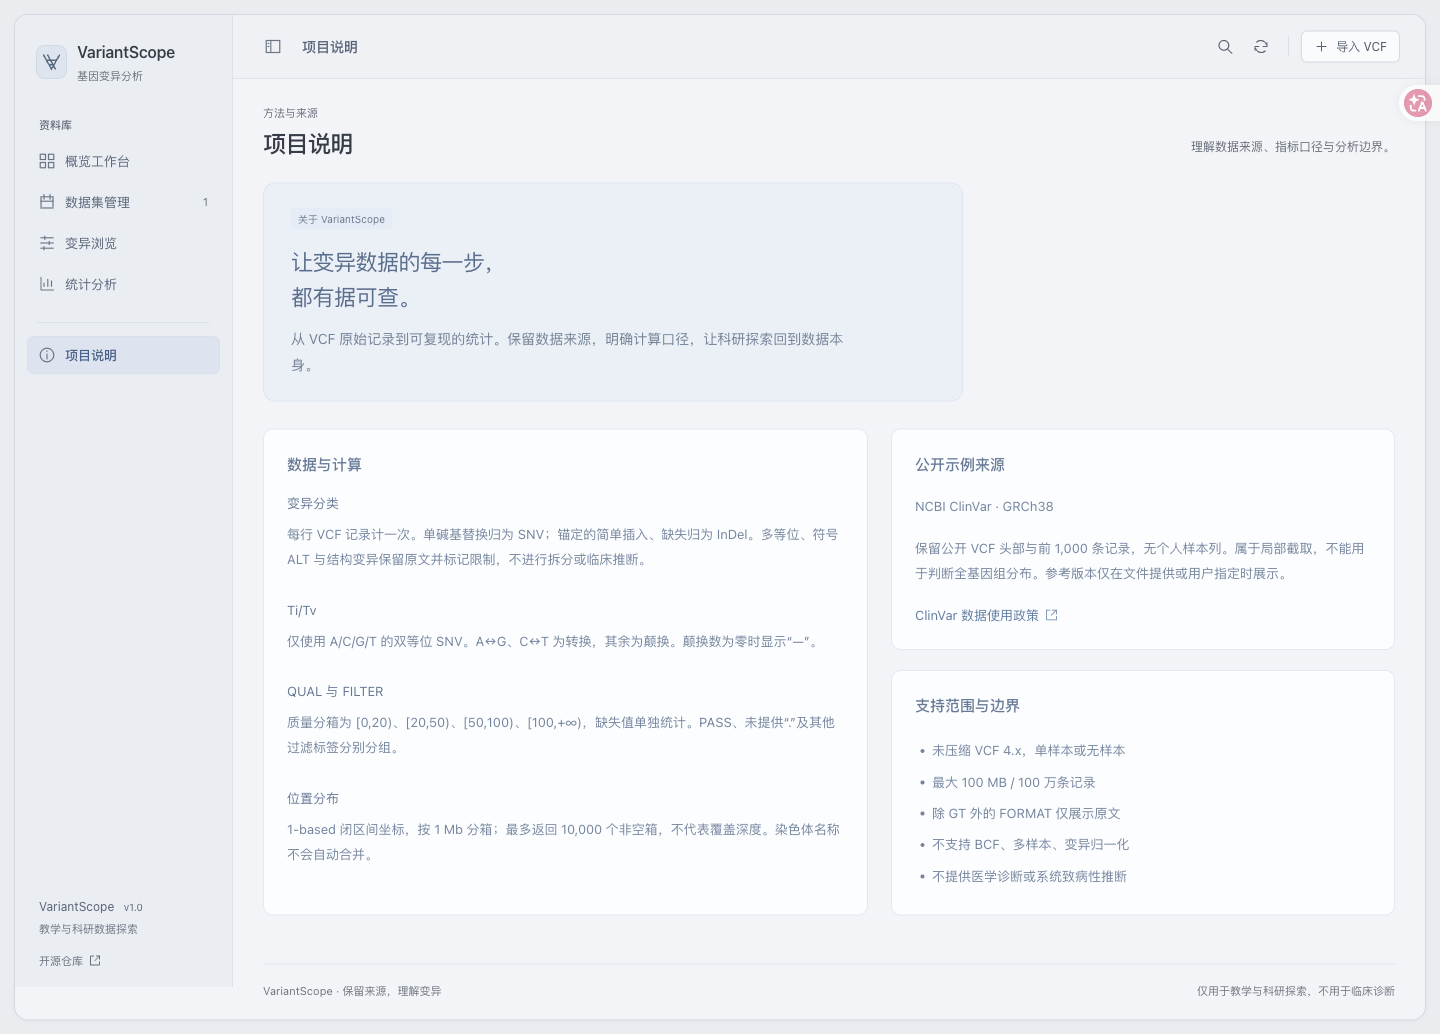 VariantScope
基因变异分析
资料库
概览工作台
数据集管理 1
变异浏览
统计分析
项目说明
VariantScope v1.0
教学与科研数据探索
开源仓库
项目说明
导入 VCF
方法与来源
项目说明
理解数据来源、指标口径与分析边界。
关于 VariantScope
让变异数据的每一步，
都有据可查。
从 VCF 原始记录到可复现的统计。保留数据来源，明确计算口径，让科研探索回到数据本
身。
数据与计算
变异分类
每行 VCF 记录计一次。单碱基替换归为 SNV；锚定的简单插入、缺失归为 InDel。多等位、符号
ALT 与结构变异保留原文并标记限制，不进行拆分或临床推断。
Ti/Tv
仅使用 A/C/G/T 的双等位 SNV。A↔G、C↔T 为转换，其余为颠换。颠换数为零时显示“—”。
QUAL 与 FILTER
质量分箱为 [0,20)、[20,50)、[50,100)、[100,+∞)，缺失值单独统计。PASS、未提供“.”及其他
过滤标签分别分组。
位置分布
1-based 闭区间坐标，按 1 Mb 分箱；最多返回 10,000 个非空箱，不代表覆盖深度。染色体名称
不会自动合并。
公开示例来源
NCBI ClinVar · GRCh38
保留公开 VCF 头部与前 1,000 条记录，无个人样本列。属于局部截取，不能用
于判断全基因组分布。参考版本仅在文件提供或用户指定时展示。
ClinVar 数据使用政策
支持范围与边界
• 未压缩 VCF 4.x，单样本或无样本
• 最大 100 MB / 100 万条记录
• 除 GT 外的 FORMAT 仅展示原文
• 不支持 BCF、多样本、变异归一化
• 不提供医学诊断或系统致病性推断
VariantScope · 保留来源，理解变异
仅用于教学与科研探索，不用于临床诊断